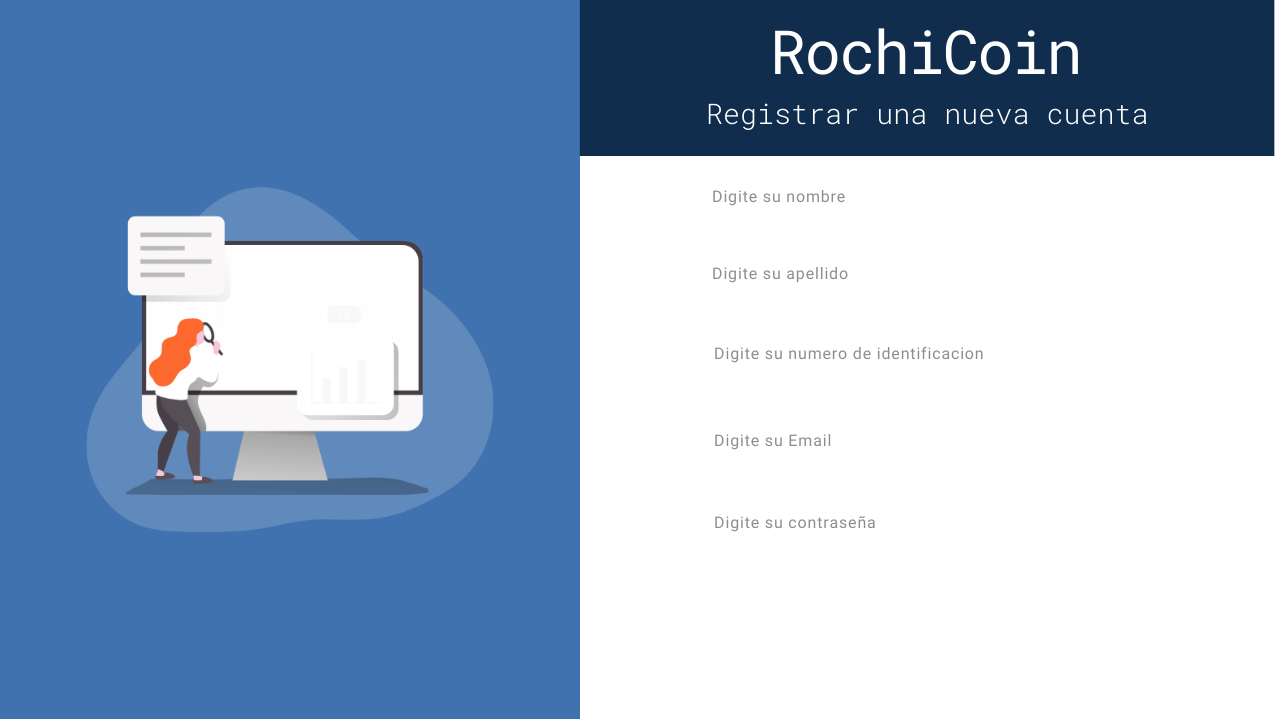 RochiCoin
Registrar una nueva cuenta
Digite su nombre
Digite su apellido
Digite su numero de identificacion
Digite su Email
Digite su contraseña